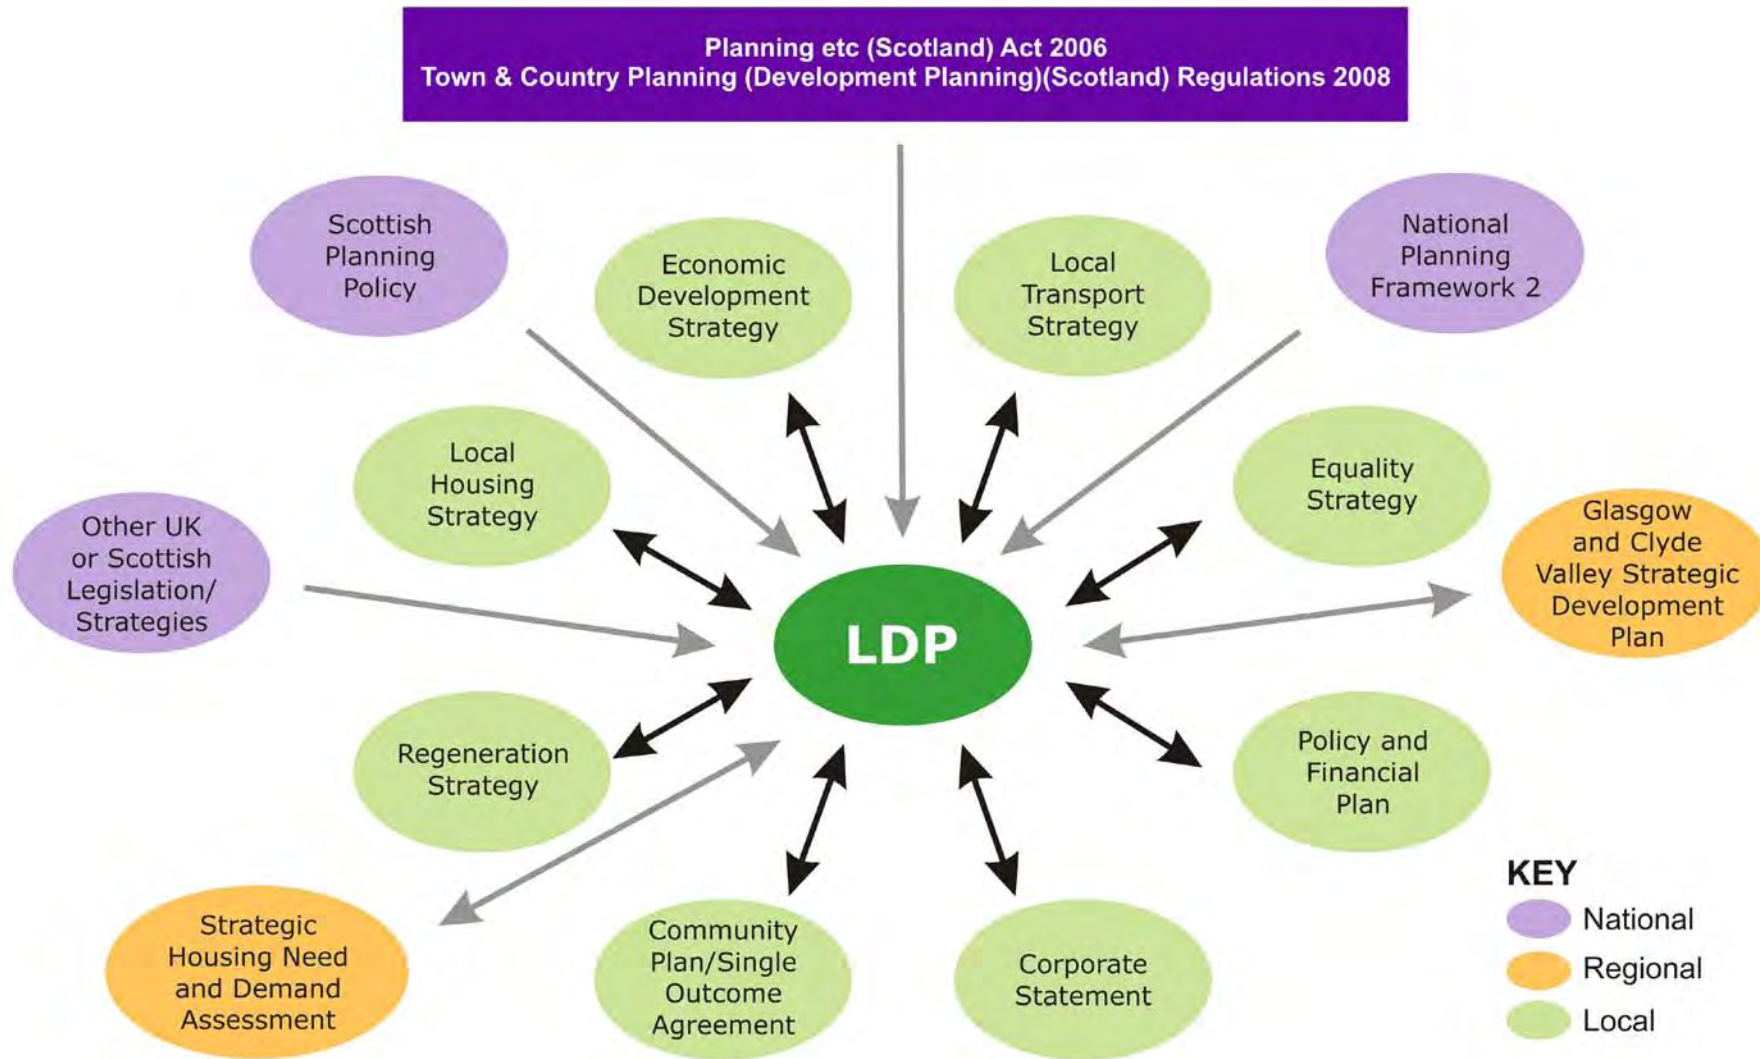 Planning etc (Scotland) Act 2006
Town & Country Planning (Development Planning)(Scotland) Regulations 2008
Scottish
Planning
Policy
Economic
Development
Strategy
Local
Transport
Strategy
National
Planning
Framework 2
Local
Housing
Strategy
Equality
Strategy
Other UK
or Scottish
Legislation/
Strategies
Glasgow
and Clyde
Valley Strategic
Development
Plan
LDP
Regeneration
Strategy
Policy and
Financial
Plan
Strategic
Housing Need
and Demand
Assessment
Community
Plan/Single
Outcome
Agreement
Corporate
Statement
KEY
National
Regional
Local